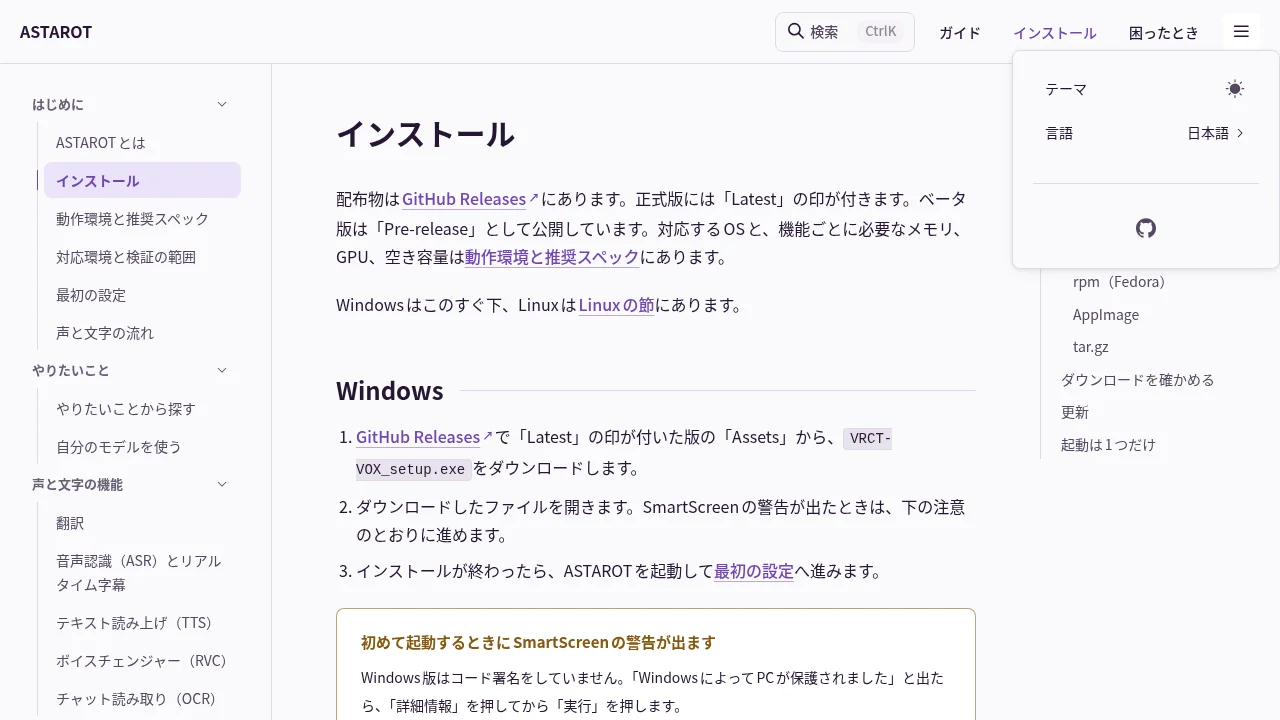 ASTAROT
検索
CtrlK
ガイド
インストール
困ったとき
テーマ
言語
日本語
はじめに
ASTAROTとは
インストール
動作環境と推奨スペック
対応環境と検証の範囲
最初の設定
声と文字の流れ
やりたいこと
やりたいことから探す
自分のモデルを使う
声と文字の機能
翻訳
音声認識（ASR）とリアル
タイム字幕
テキスト読み上げ（TTS）
ボイスチェンジャー（RVC）
チャット読み取り（OCR）
インストール
配布物はGitHub Releases↗にあります。正式版には「Latest」の印が付きます。ベータ
版は「Pre-release」として公開しています。対応するOSと、機能ごとに必要なメモリ、
GPU、空き容量は動作環境と推奨スペックにあります。
Windowsはこのすぐ下、LinuxはLinuxの節にあります。
Windows
1. GitHub Releases↗で「Latest」の印が付いた版の「Assets」から、VRCT-
VOX_setup.exeをダウンロードします。
2. ダウンロードしたファイルを開きます。SmartScreenの警告が出たときは、下の注意
のとおりに進めます。
3. インストールが終わったら、ASTAROTを起動して最初の設定へ進みます。
初めて起動するときにSmartScreenの警告が出ます
Windows版はコード署名をしていません。「WindowsによってPCが保護されました」と出た
ら、「詳細情報」を押してから「実行」を押します。
rpm（Fedora）
AppImage
tar.gz
ダウンロードを確かめる
更新
起動は1つだけ